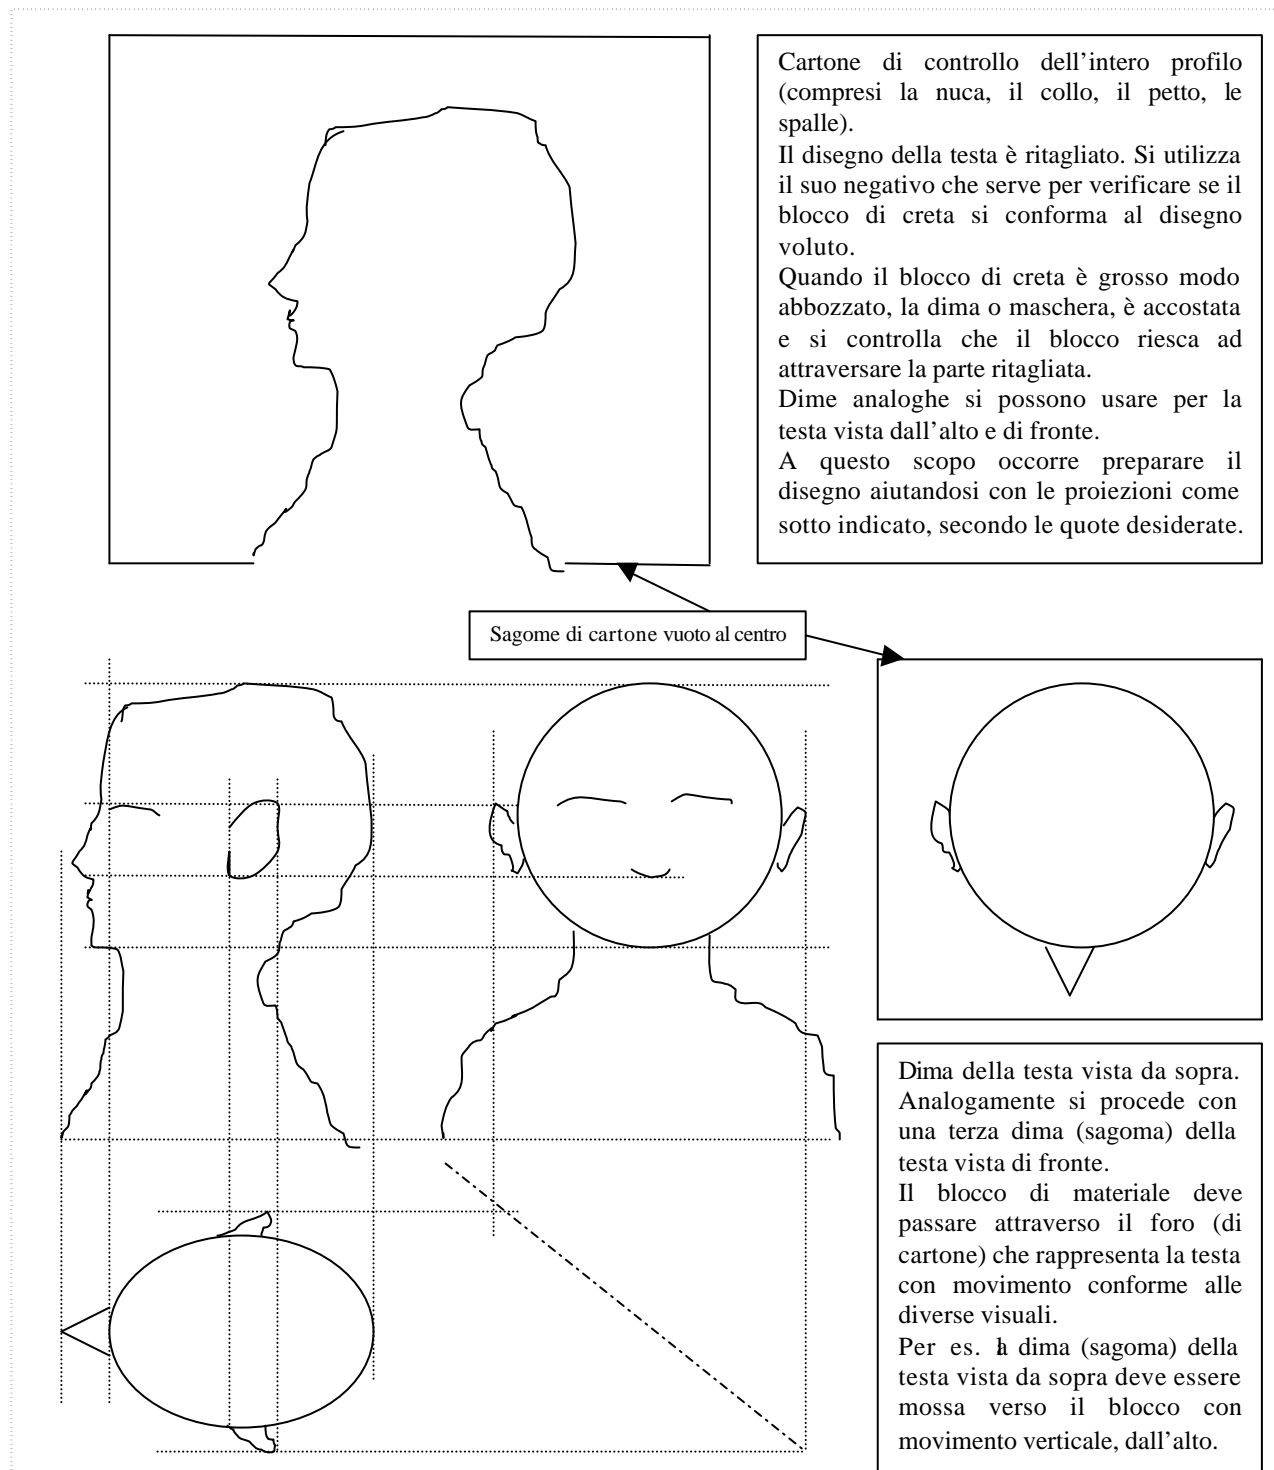 Cartone di controllo dell'intero profilo
(compresi la nuca, il collo, il petto, le
spalle).
Il disegno della testa è ritagliato. Si utilizza
il suo negativo che serve per verificare se il
blocco di creta si conforma al disegno
voluto.
Quando il blocco di creta è grosso modo
abbozzato, la dima o maschera, è accostata
e si controlla che il blocco riesca ad
attraversare la parte ritagliata.
Dime analoghe si possono usare per la
testa vista dall'alto e di fronte.
A questo scopo occorre preparare il
disegno aiutandosi con le proiezioni come
sotto indicato, secondo le quote desiderate.
Sagome di cartone vuoto al centro
Dima della testa vista da sopra.
Analogamente si procede con
una terza dima (sagoma) della
testa vista di fronte.
Il blocco di materiale deve
passare attraverso il foro (di
cartone) che rappresenta la testa
con movimento conforme alle
diverse visuali.
Per es. la dima (sagoma) della
testa vista da sopra deve essere
mossa verso il blocco con
movimento verticale, dall'alto.